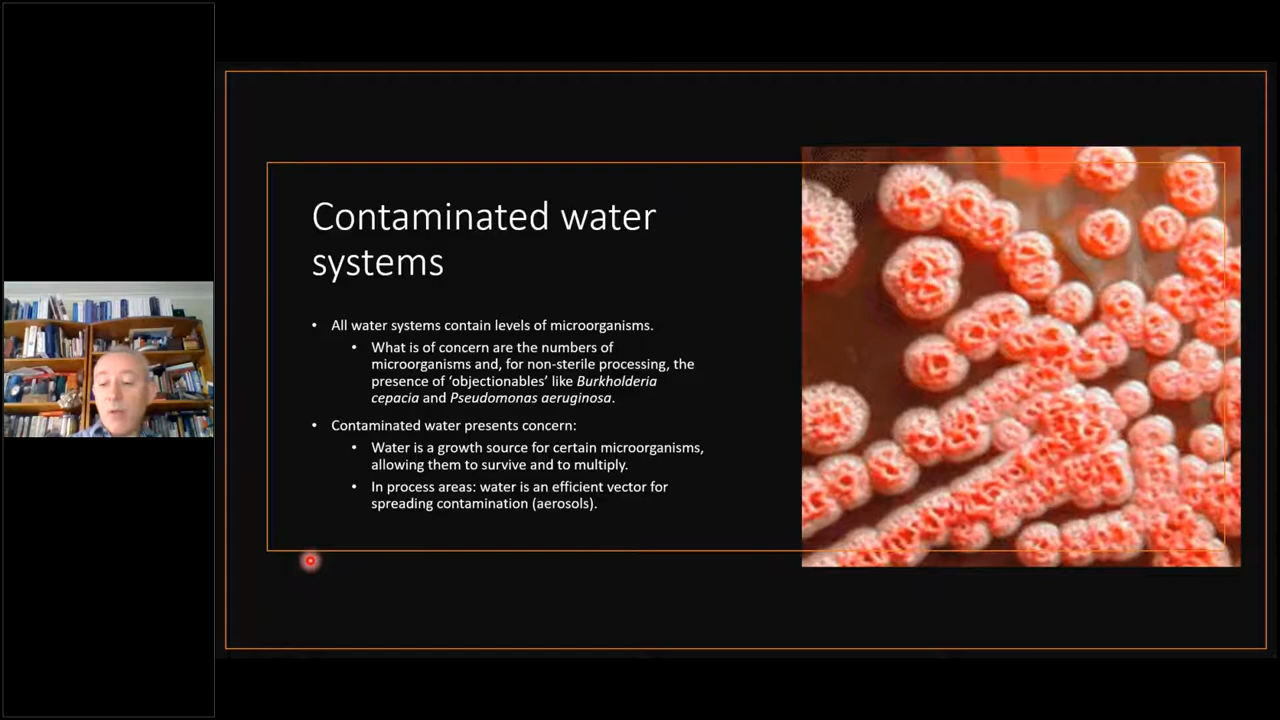 Contaminated water
systems
• All water systems contain levels of microorganisms.
• What is of concern are the numbers of
microorganisms and, for non-sterile processing, the
presence of ‘objectionables’ like Burkholderia
cepacia and Pseudomonas aeruginosa.
• Contaminated water presents concern:
• Water is a growth source for certain microorganisms,
allowing them to survive and to multiply.
• In process areas: water is an efficient vector for
spreading contamination (aerosols).